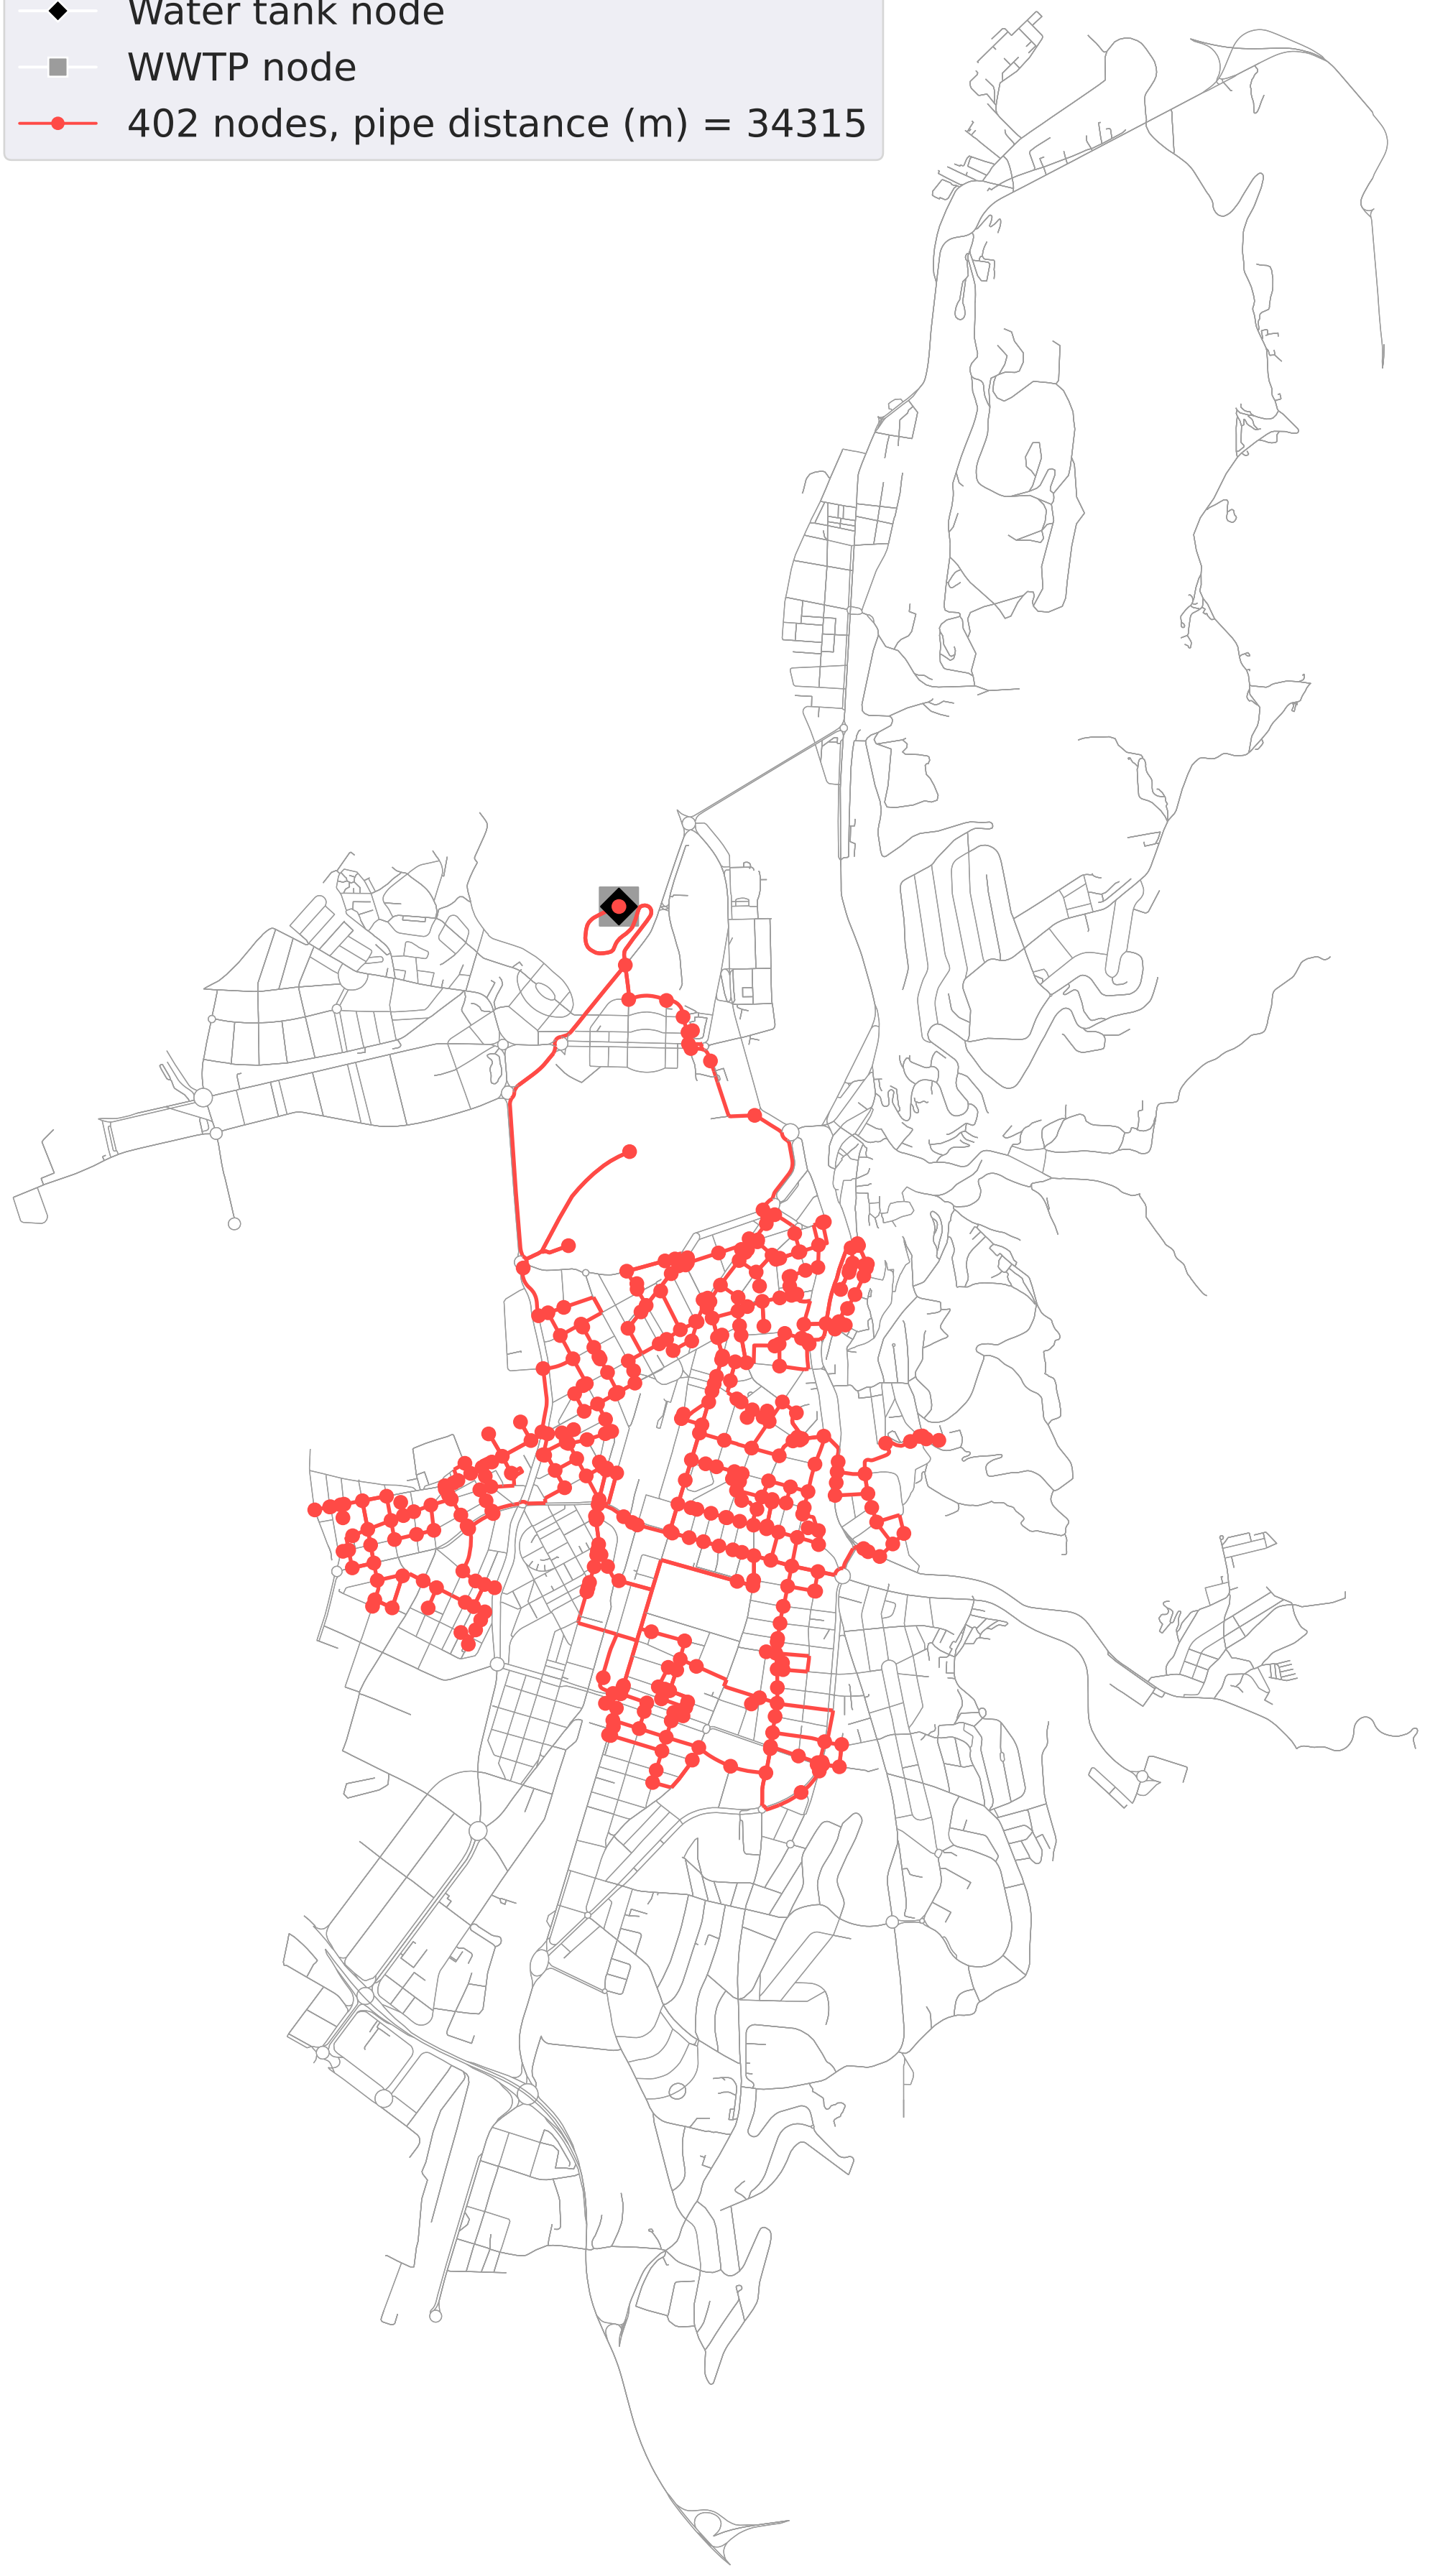 Water tank node
WWTP node
402 nodes, pipe distance (m) = 34315